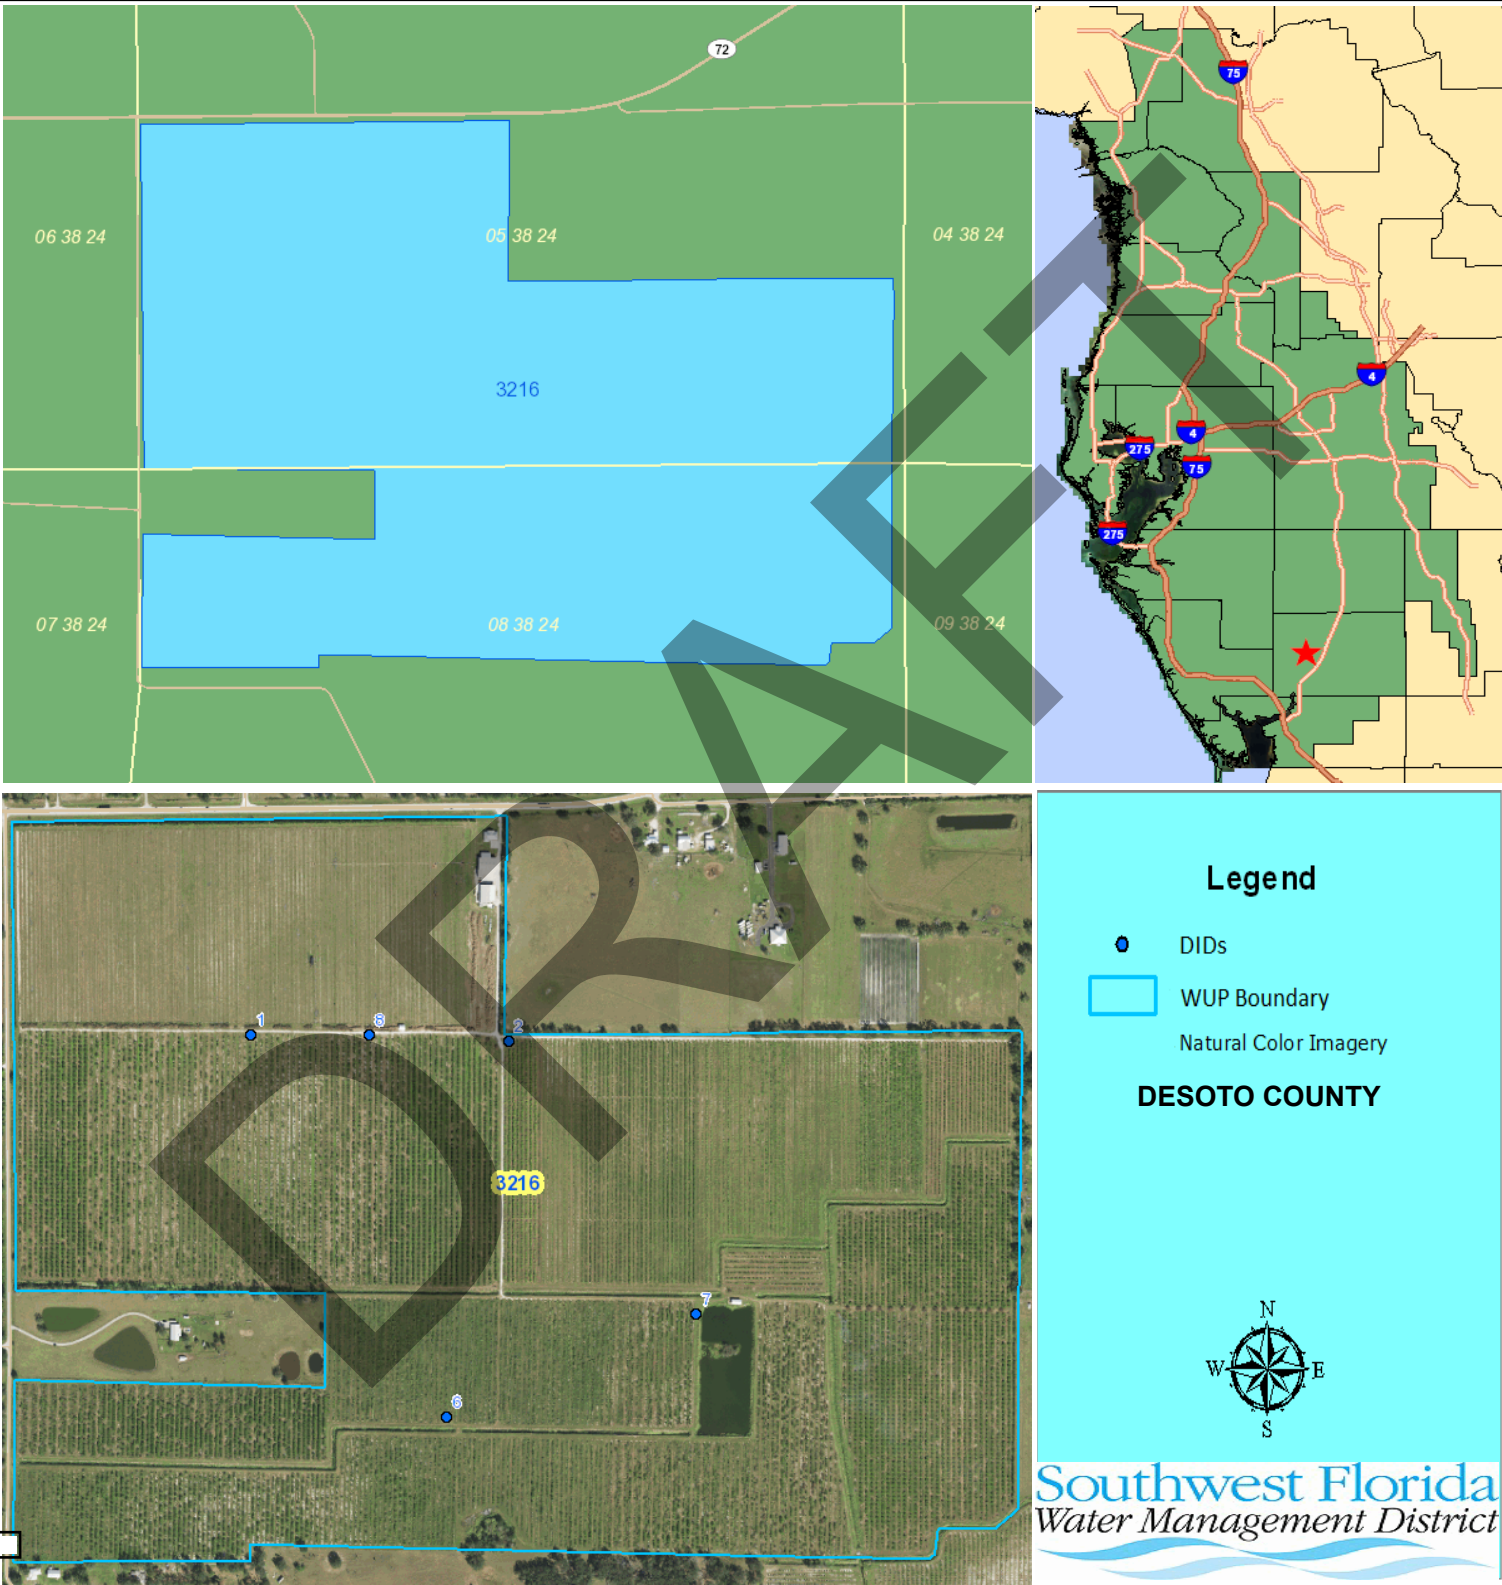 72
06 38 24
05 38 24
04 38 24
3216
07 38 24
08 38 24
09 38 24
75
4
4
275
75
275
1
8
2
3216
7
6
DRAFT
Legend
DIDs
WUP Boundary
Natural Color Imagery
DESOTO COUNTY
N
W E
S
Southwest Florida
Water Management District